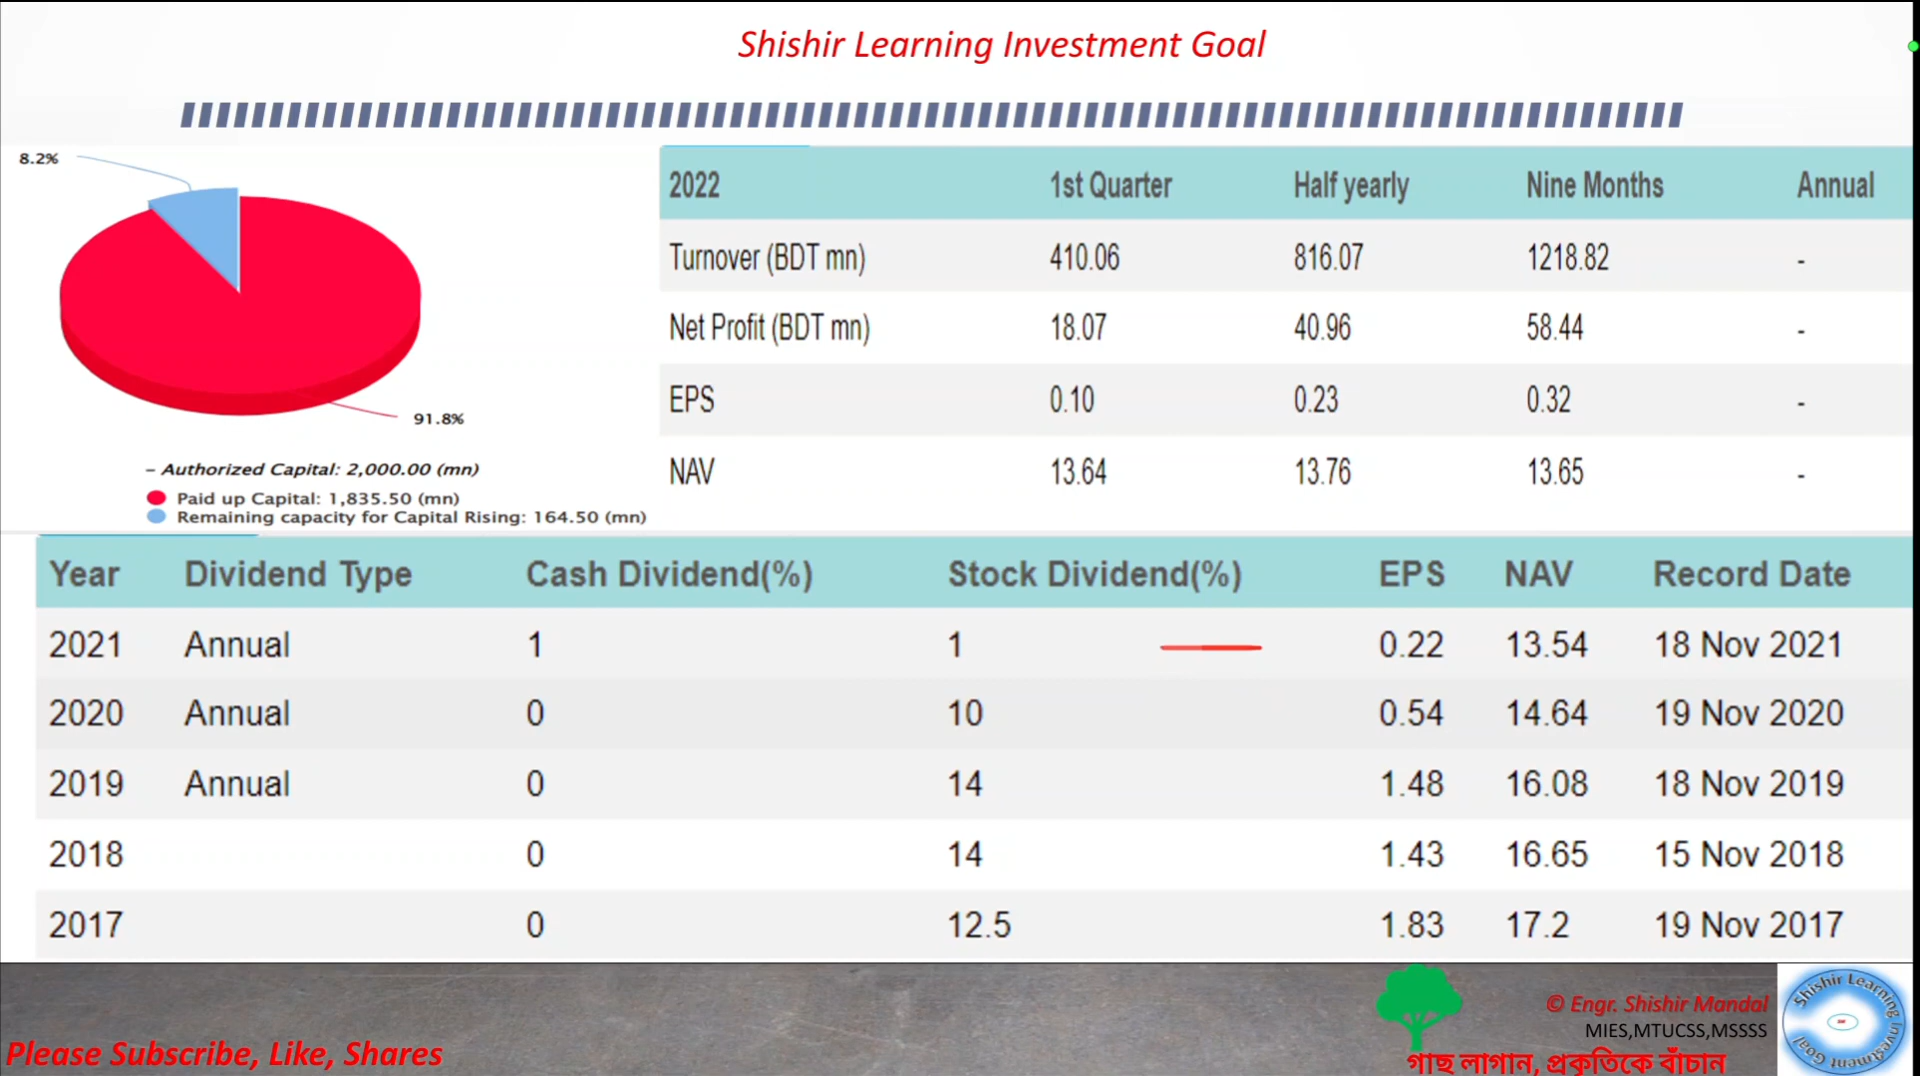 Shishir Learning Investment Goal
8.2%
91.8%
– Authorized Capital: 2,000.00 (mn)
Paid up Capital: 1,835.50 (mn)
Remaining capacity for Capital Rising: 164.50 (mn)
2022 1st Quarter Half yearly Nine Months Annual
Turnover (BDT mn) 410.06 816.07 1218.82 -
Net Profit (BDT mn) 18.07 40.96 58.44 -
EPS 0.10 0.23 0.32 -
NAV 13.64 13.76 13.65 -
Year Dividend Type Cash Dividend(%) Stock Dividend(%) EPS NAV Record Date
2021 Annual 1 1 0.22 13.54 18 Nov 2021
2020 Annual 0 10 0.54 14.64 19 Nov 2020
2019 Annual 0 14 1.48 16.08 18 Nov 2019
2018 0 14 1.43 16.65 15 Nov 2018
2017 0 12.5 1.83 17.2 19 Nov 2017
Please Subscribe, Like, Shares
© Engr. Shishir Mandal
MIES,MTUCSS,MSSSS
গাছ লাগান, প্রকৃতিকে বাঁচান
Shishir Learning Investment Goal